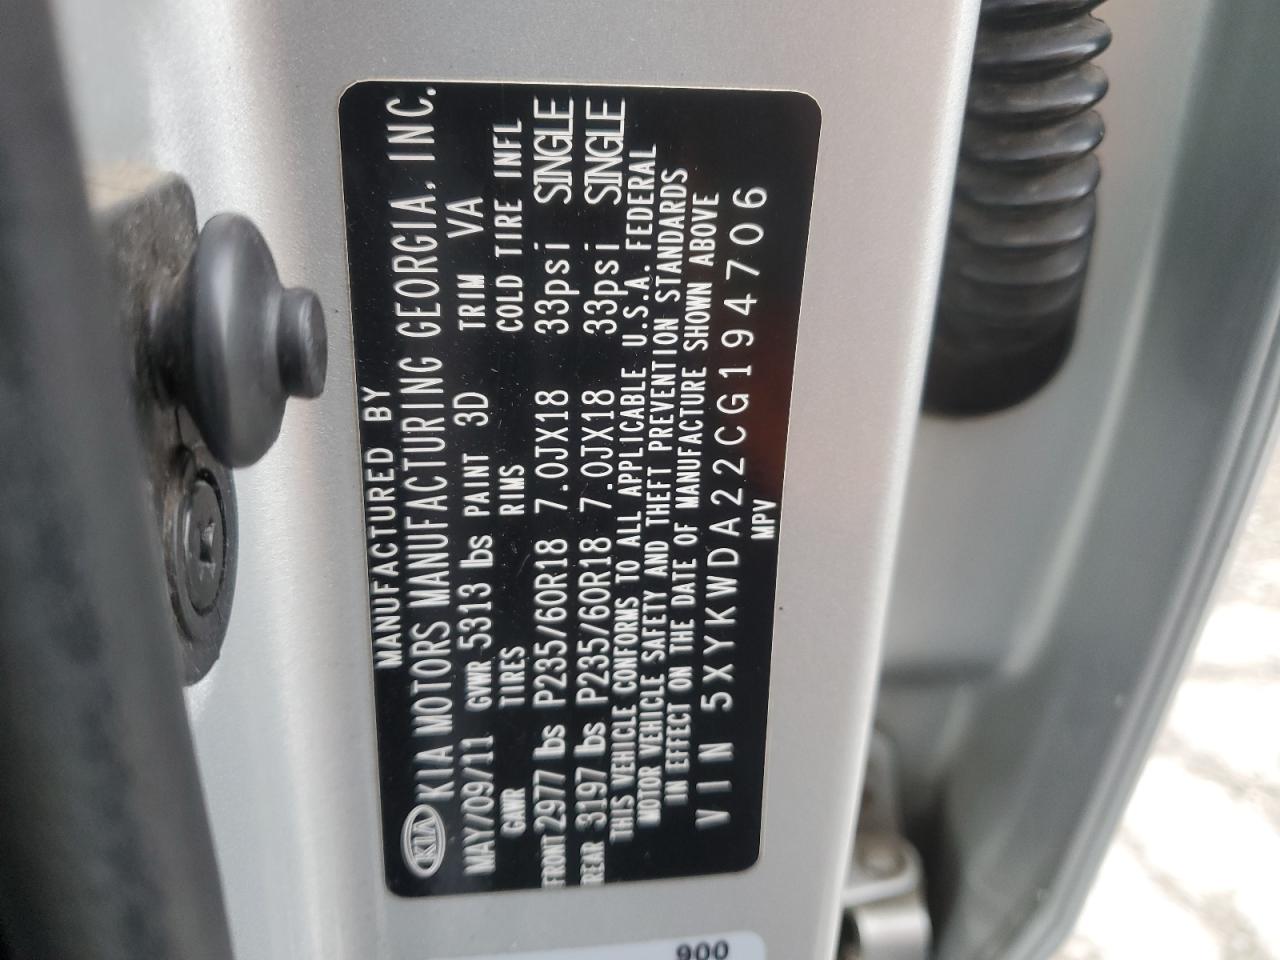 MANUFACTURED BY
KIA KIA MOTORS MANUFACTURING GEORGIA, INC.
MAY/09/11 GVWR 5313 lbs PAINT 3D TRIM VA
GAWR TIRES RIMS COLD TIRE INFL
FRONT 2977 lbs P235/60R18 7.0JX18 33psi SINGLE
REAR 3197 lbs P235/60R18 7.0JX18 33psi SINGLE
THIS VEHICLE CONFORMS TO ALL APPLICABLE U.S.A. FEDERAL
MOTOR VEHICLE SAFETY AND THEFT PREVENTION STANDARDS
IN EFFECT ON THE DATE OF MANUFACTURE SHOWN ABOVE
VIN 5XYKWDA22CG194706
MPV
900